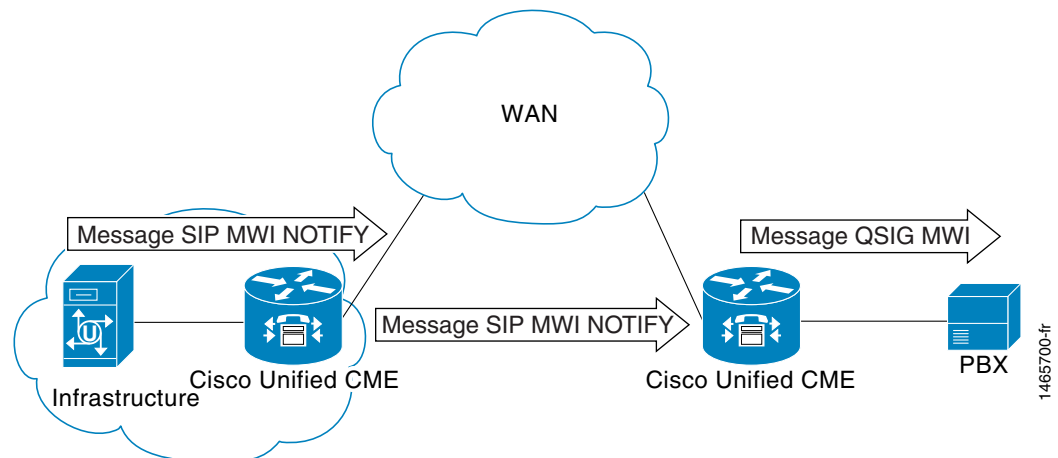 WAN
Message SIP MWI NOTIFY
Message QSIG MWI
Message SIP MWI NOTIFY
U
Infrastructure
Cisco Unified CME
Cisco Unified CME
PBX
1465700-fr